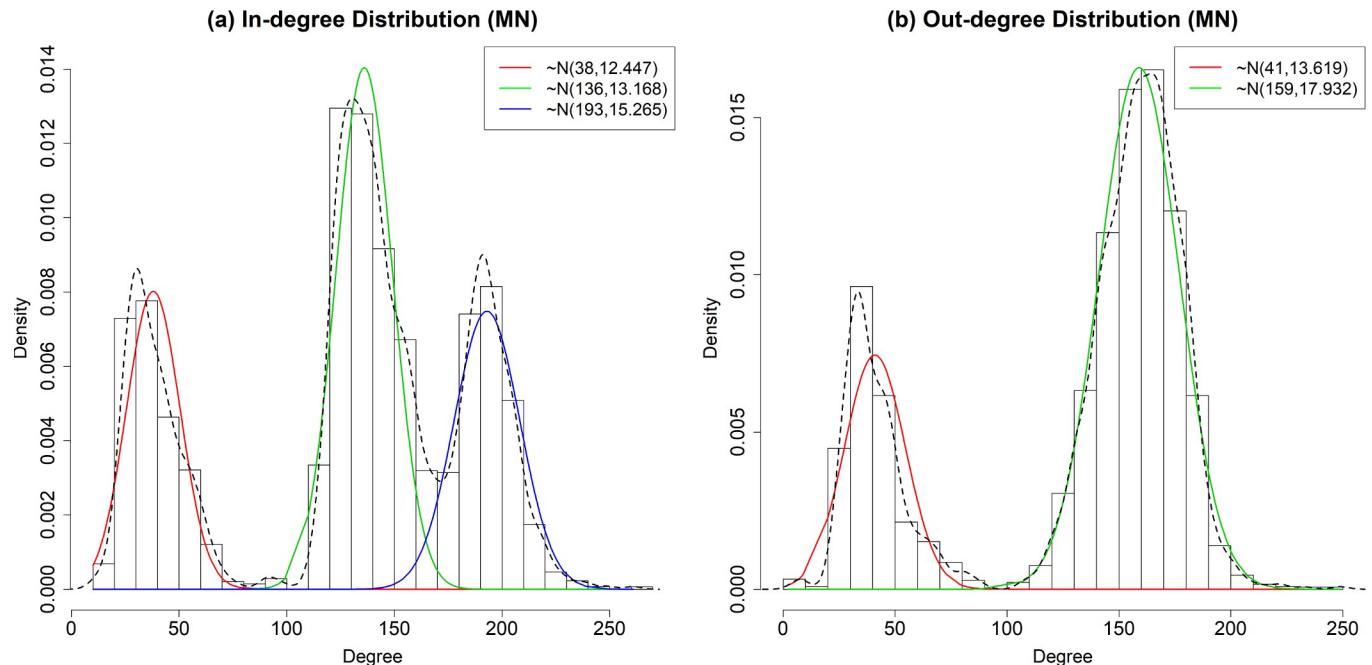 (a) In-degree Distribution (MN)
~N(38,12.447)
~N(136,13.168)
~N(193,15.265)
Density
0.014
0.012
0.010
0.008
0.006
0.004
0.002
0.000
0 50 100 150 200 250
Degree
(b) Out-degree Distribution (MN)
~N(41,13.619)
~N(159,17.932)
Density
0.015
0.010
0.005
0.000
0 50 100 150 200 250
Degree